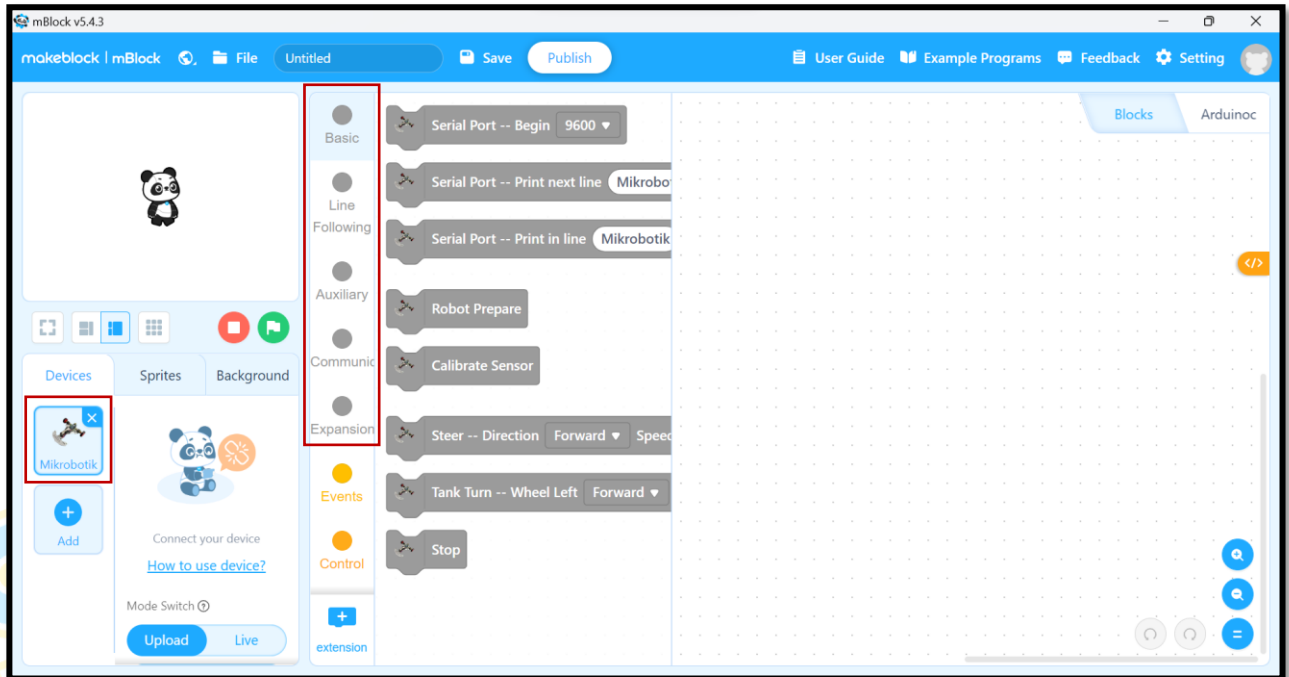 mBlock v5.4.3
makeblock | mBlock File Untitled Save Publish User Guide Example Programs Feedback Setting
Basic
Line
Following
Auxiliary
Communic
Expansion
Events
Control
+
extension
Serial Port -- Begin 9600
Serial Port -- Print next line Mikrobo
Serial Port -- Print in line Mikrobotik
Robot Prepare
Calibrate Sensor
Steer -- Direction Forward Speed
Tank Turn -- Wheel Left Forward
Stop
Blocks Arduinoc
</>
Devices Sprites Background
Mikrobotik
+
Add
Connect your device
How to use device?
Mode Switch ?
Upload Live